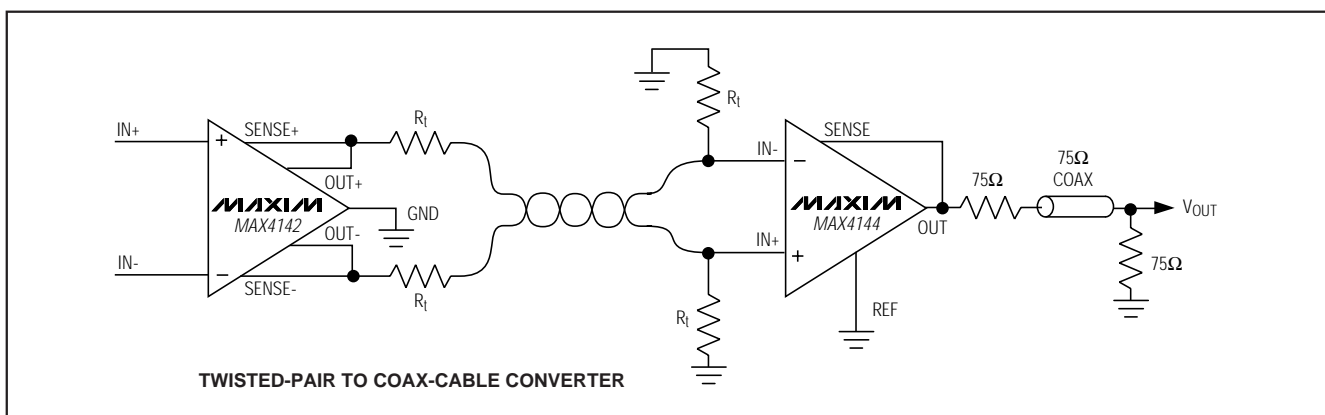 IN+
+
SENSE+
OUT+
MAXIM
MAX4142
GND
OUT-
IN-
−
SENSE-
Rt
Rt
Rt
IN-
−
SENSE
MAXIM
MAX4144
IN+
+
OUT
REF
Rt
75Ω
75Ω
COAX
VOUT
75Ω
TWISTED-PAIR TO COAX-CABLE CONVERTER